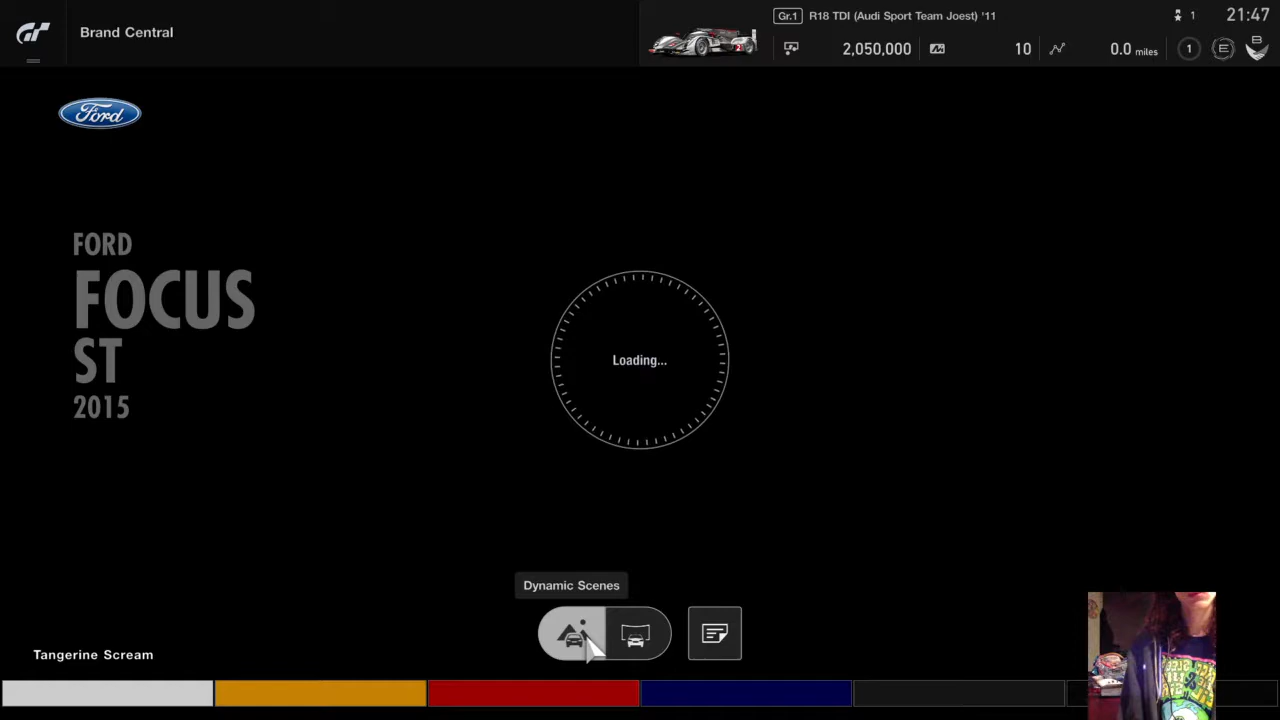 Brand Central
Gr.1 R18 TDI (Audi Sport Team Joest) '11
1
21:47
2,050,000
10
0.0 miles
1
E
B
Ford
FORD
FOCUS
ST
2015
Loading...
Dynamic Scenes
Tangerine Scream